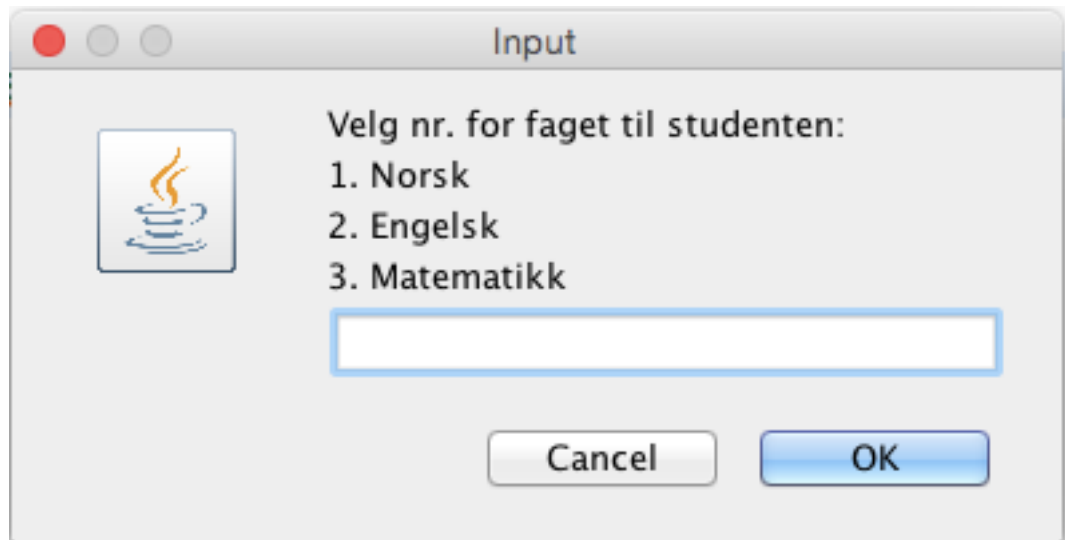 Input
Velg nr. for faget til studenten:
1. Norsk
2. Engelsk
3. Matematikk
Cancel
OK